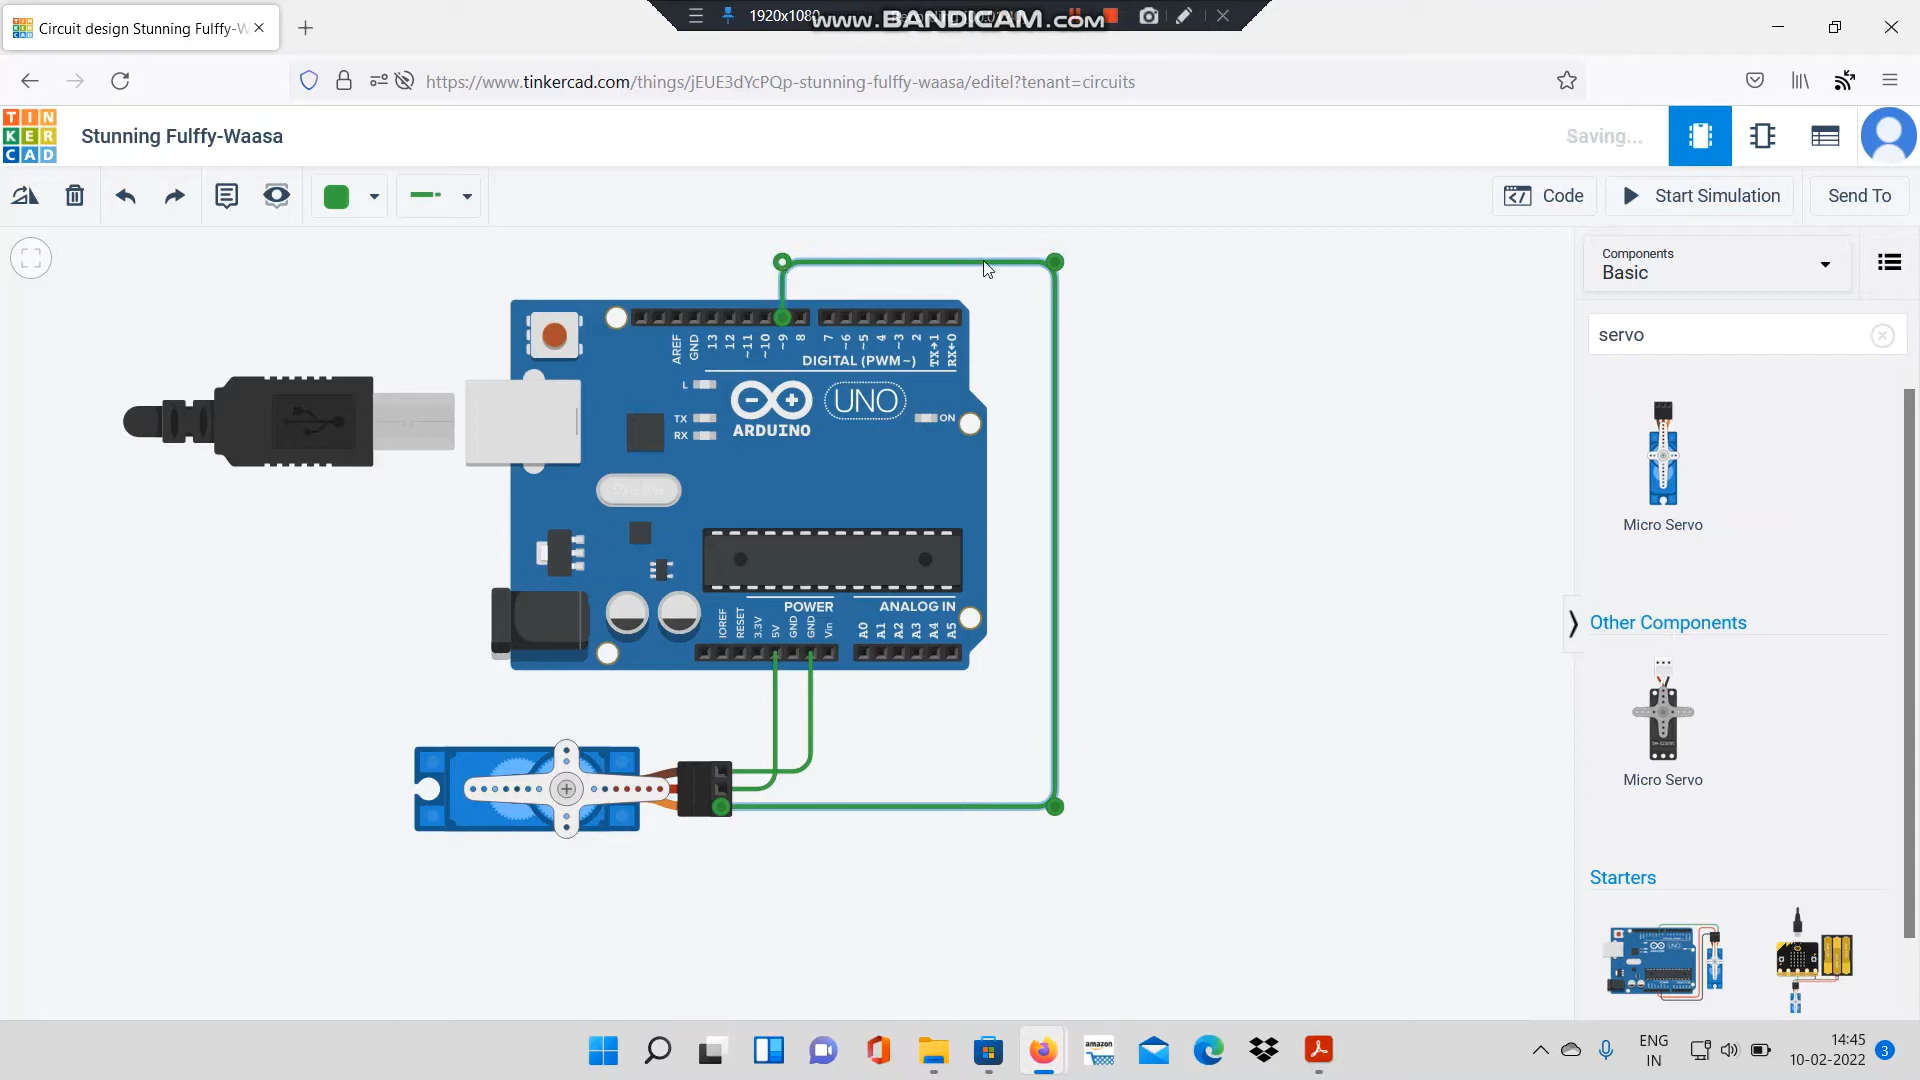 Circuit design Stunning Fulffy-W
1920x1080
www.BANDICAM.com
https://www.tinkercad.com/things/jEUE3dYcPQp-stunning-fulffy-waasa/editel?tenant=circuits
TIN
KER
CAD
Stunning Fulffy-Waasa
Saving...
Code
Start Simulation
Send To
Components
Basic
servo
AREF
GND
13
12
~11
~10
~9
8
7
~6
~5
4
~3
2
TX→1
RX←0
DIGITAL (PWM~)
L
TX
RX
ARDUINO
UNO
ON
POWER
ANALOG IN
IOREF
RESET
3.3V
5V
GND
GND
Vin
A0
A1
A2
A3
A4
A5
Micro Servo
Other Components
Micro Servo
Starters
amazon
ENG
IN
14:45
10-02-2022
3